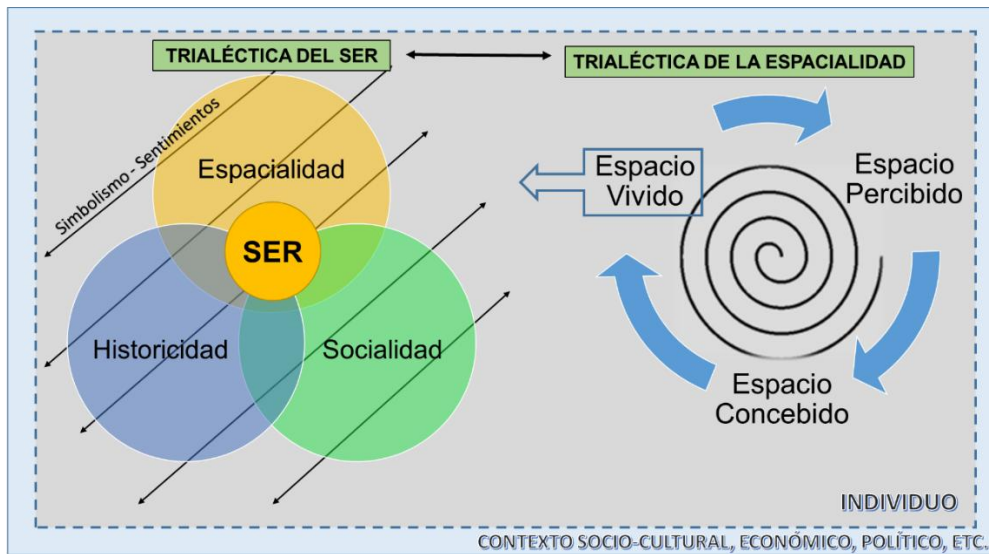 TRIALÉCTICA DEL SER
TRIALÉCTICA DE LA ESPACIALIDAD
Simbolismo - Sentimientos
Espacialidad
SER
Historicidad
Socialidad
Espacio
Vivido
Espacio
Percibido
Espacio
Concebido
INDIVIDUO
CONTEXTO SOCIO-CULTURAL, ECONÓMICO, POLÍTICO, ETC.